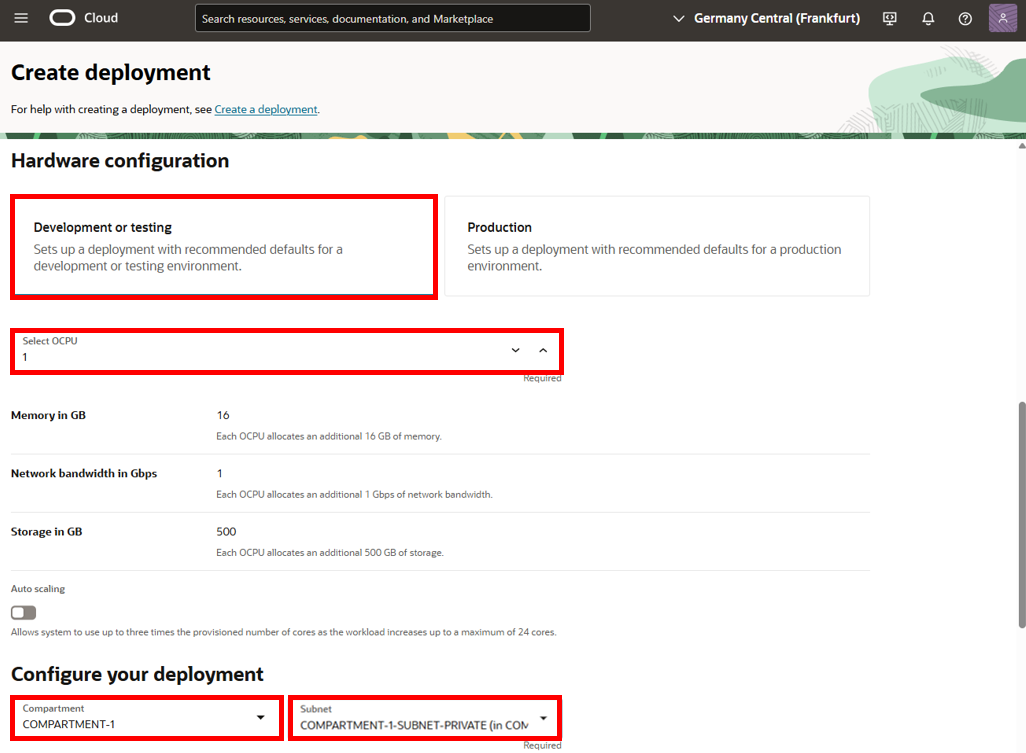 Cloud
Search resources, services, documentation, and Marketplace
Germany Central (Frankfurt)
Create deployment
For help with creating a deployment, see Create a deployment.
Hardware configuration
Development or testing
Sets up a deployment with recommended defaults for a
development or testing environment.
Production
Sets up a deployment with recommended defaults for a production
environment.
Select OCPU
1
Required
Memory in GB
16
Each OCPU allocates an additional 16 GB of memory.
Network bandwidth in Gbps
1
Each OCPU allocates an additional 1 Gbps of network bandwidth.
Storage in GB
500
Each OCPU allocates an additional 500 GB of storage.
Auto scaling
Allows system to use up to three times the provisioned number of cores as the workload increases up to a maximum of 24 cores.
Configure your deployment
Compartment
COMPARTMENT-1
Subnet
COMPARTMENT-1-SUBNET-PRIVATE (in COM
Required